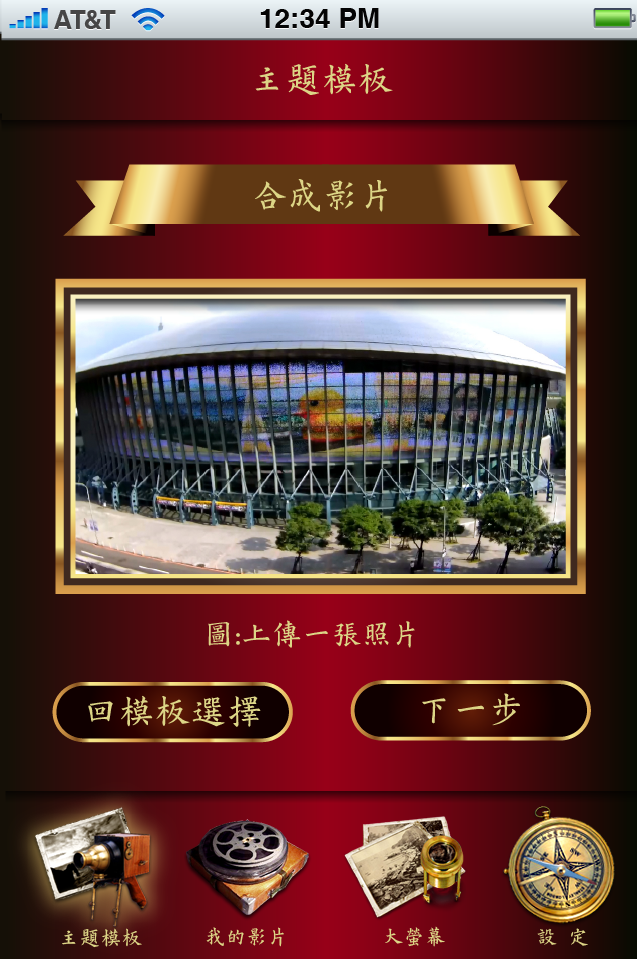 AT&T 12:34 PM
主題模板
合成影片
圖:上傳一張照片
回模板選擇 下一步
主題模板 我的影片 大螢幕 設 定